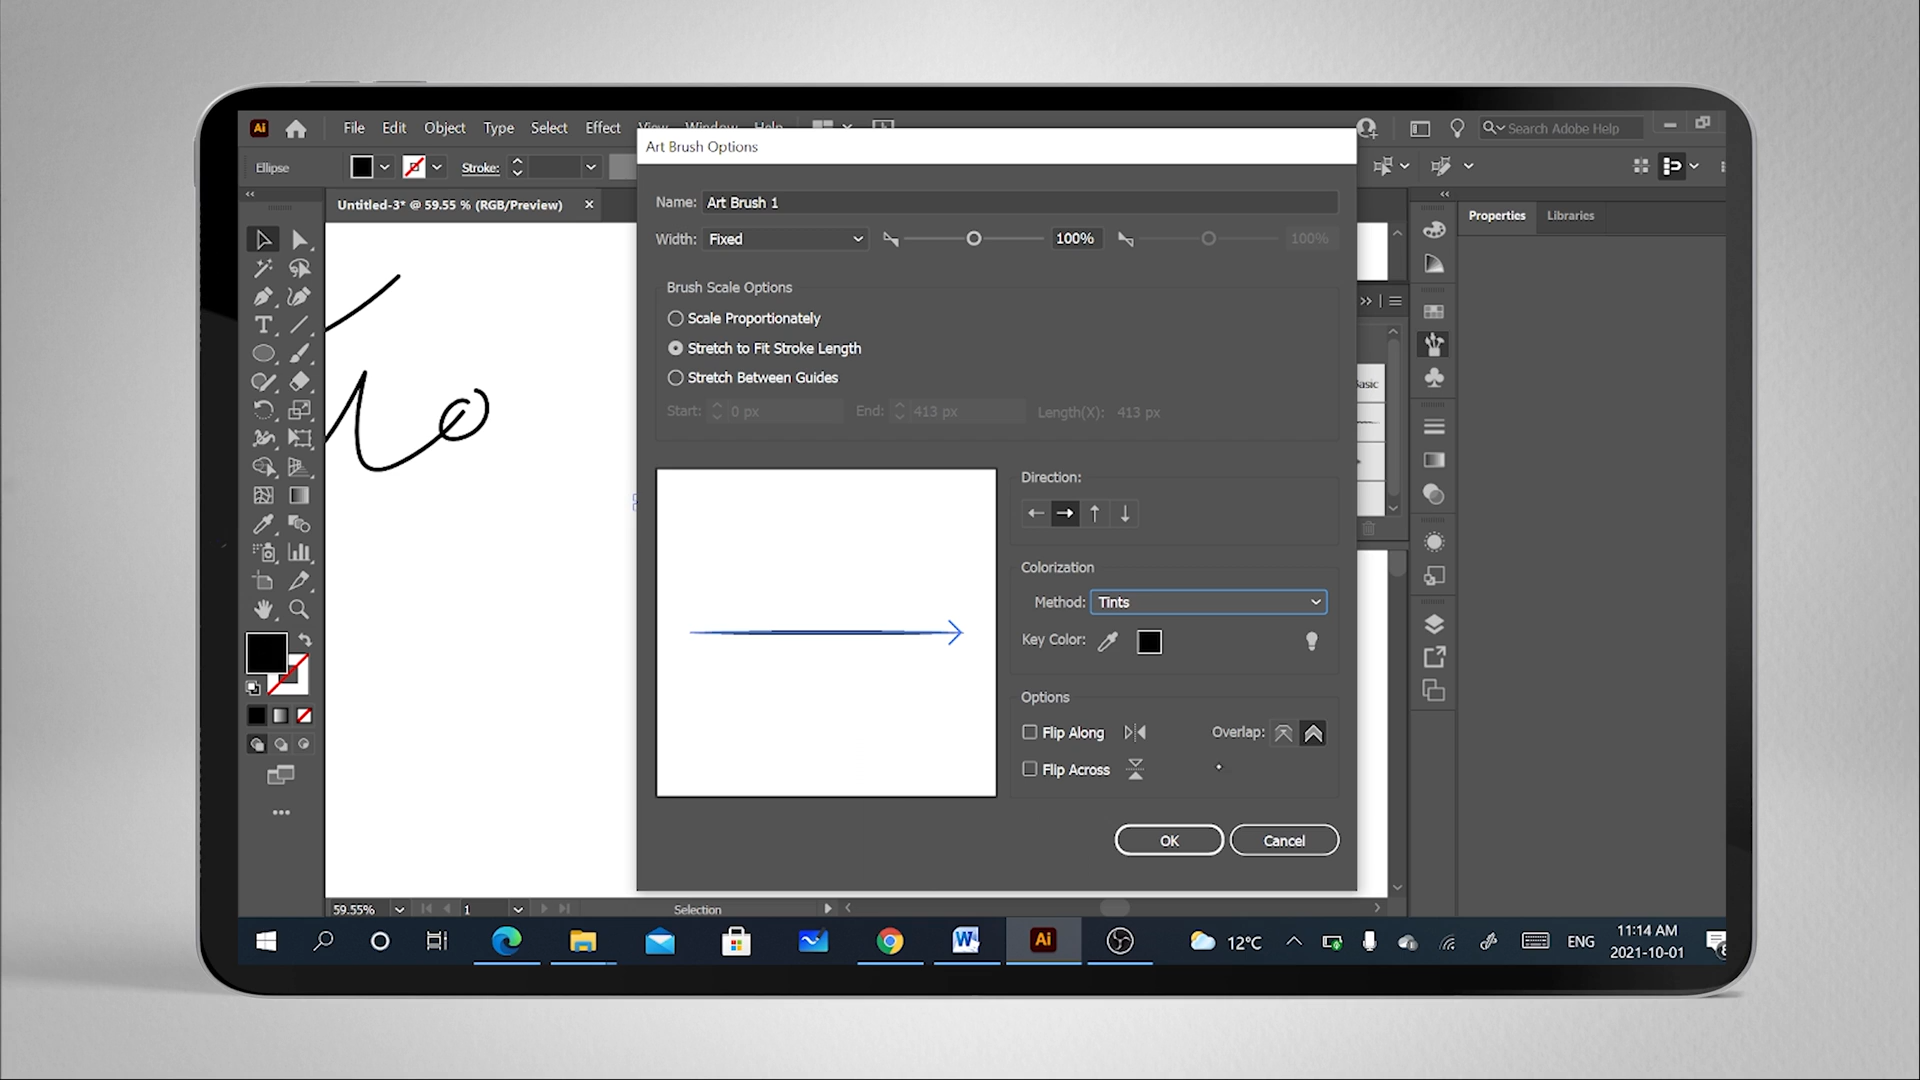 Ai File Edit Object Type Select Effect View Window Help Search Adobe Help
Art Brush Options
Ellipse Stroke:
Untitled-3* @ 59.55 % (RGB/Preview) ×
Properties Libraries
Name: Art Brush 1
Width: Fixed 100% 100%
Brush Scale Options
Scale Proportionately
Stretch to Fit Stroke Length
Stretch Between Guides
Start: 0 px End: 413 px Length(X): 413 px
Basic
Direction:
Colorization
Method: Tints
Key Color:
Options
Flip Along Overlap:
Flip Across
OK Cancel
59.55% 1 Selection
Ai 12°C ENG 11:14 AM
2021-10-01